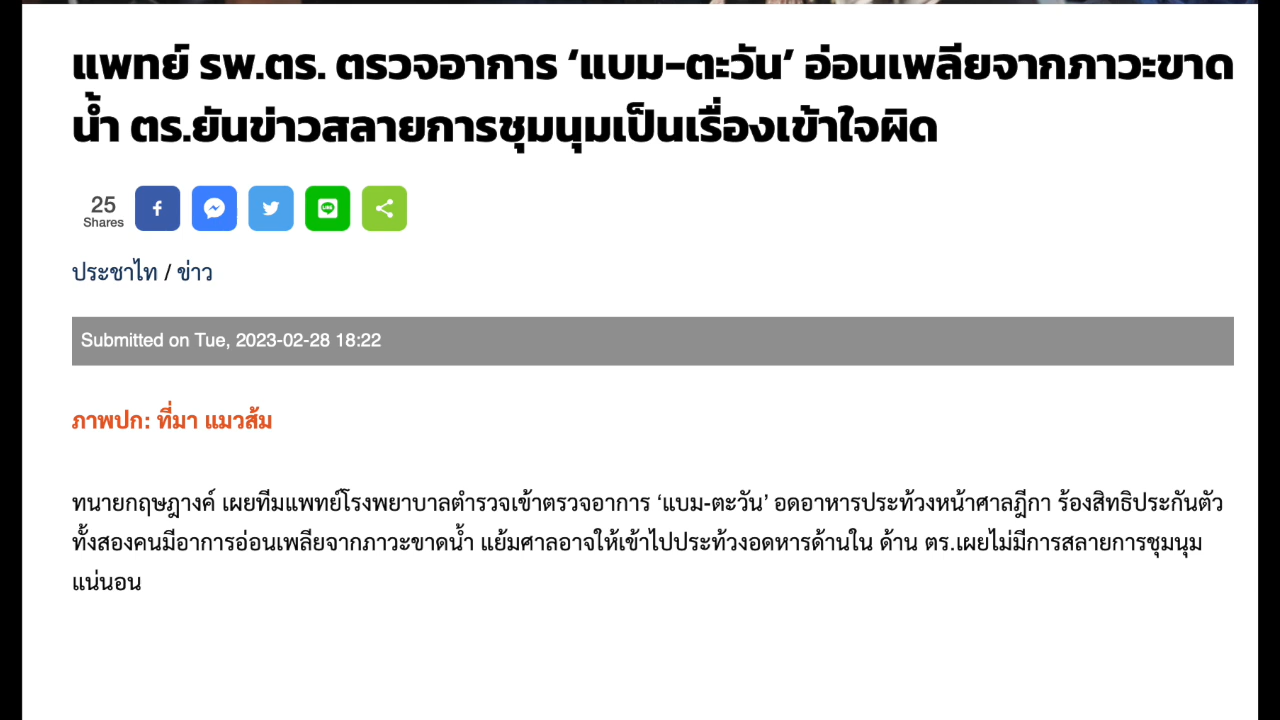 แพทย์ รพ.ตร. ตรวจอาการ ‘แบม-ตะวัน’ อ่อนเพลียจากภาวะขาด
น้ำ ตร.ยันข่าวสลายการชุมนุมเป็นเรื่องเข้าใจผิด
25
Shares
LINE
ประชาไท / ข่าว
Submitted on Tue, 2023-02-28 18:22
ภาพปก: ที่มา แมวส้ม
ทนายกฤษฎางค์ เผยทีมแพทย์โรงพยาบาลตำรวจเข้าตรวจอาการ ‘แบม-ตะวัน’ อดอาหารประท้วงหน้าศาลฎีกา ร้องสิทธิประกันตัว
ทั้งสองคนมีอาการอ่อนเพลียจากภาวะขาดน้ำ แย้มศาลอาจให้เข้าไปประท้วงอดหารด้านใน ด้าน ตร.เผยไม่มีการสลายการชุมนุม
แน่นอน